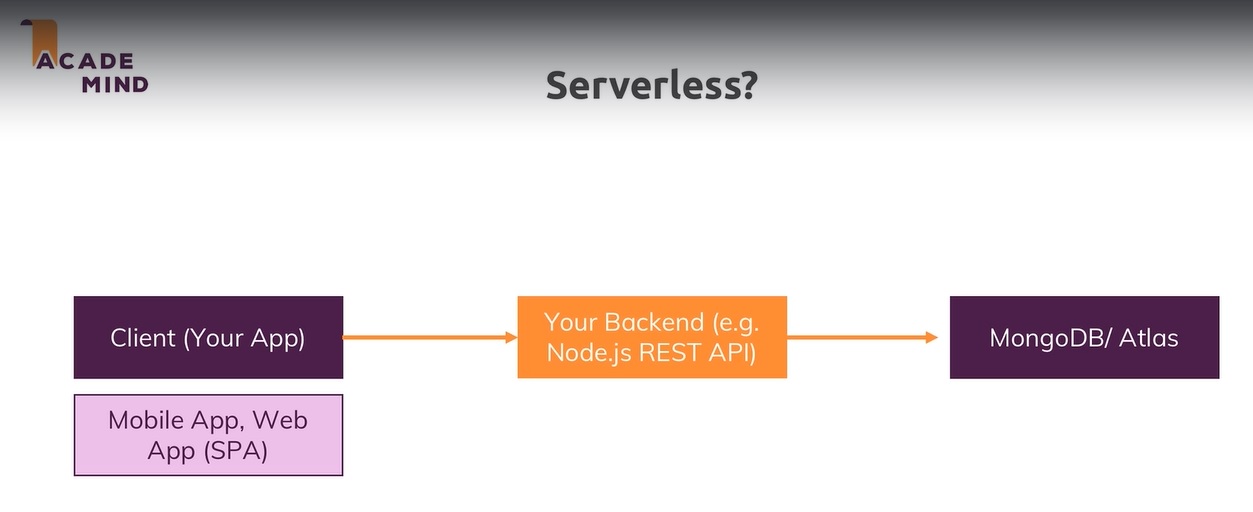 ACADE
MIND
Serverless?
Client (Your App)
Your Backend (e.g.
Node.js REST API)
MongoDB/ Atlas
Mobile App, Web
App (SPA)